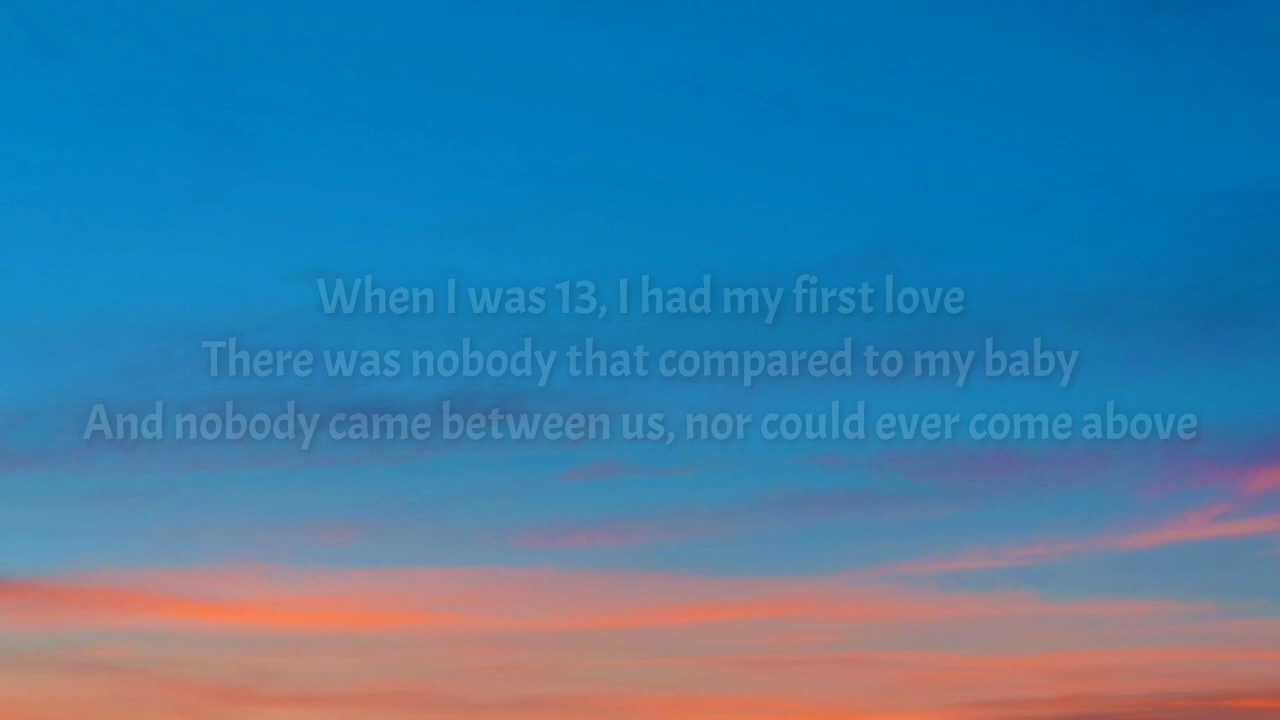 When I was 13, I had my first love
There was nobody that compared to my baby
And nobody came between us, nor could ever come above